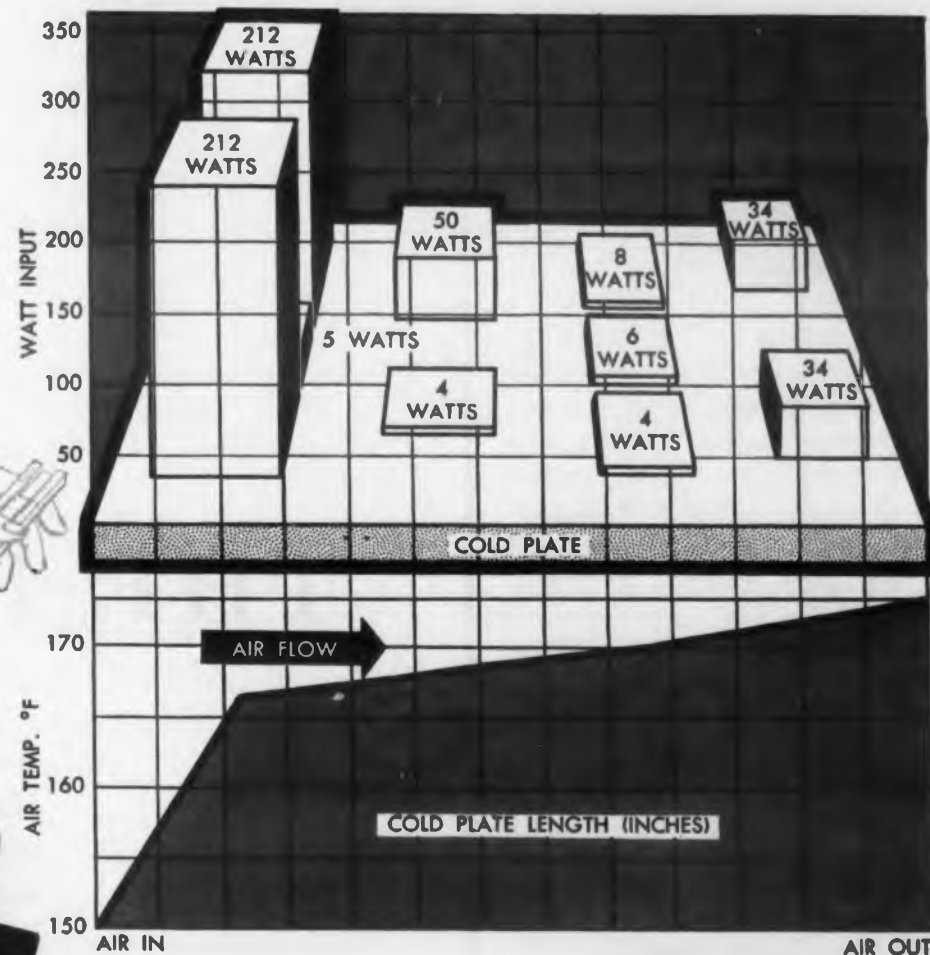 350
300
250
200
150
100
50
WATT INPUT
212
WATTS
212
WATTS
50
WATTS
34
WATTS
8
WATTS
5 WATTS
6
WATTS
4
WATTS
34
WATTS
4
WATTS
COLD PLATE
170
160
150
AIR TEMP. °F
AIR FLOW
COLD PLATE LENGTH (INCHES)
AIR IN
AIR OUT